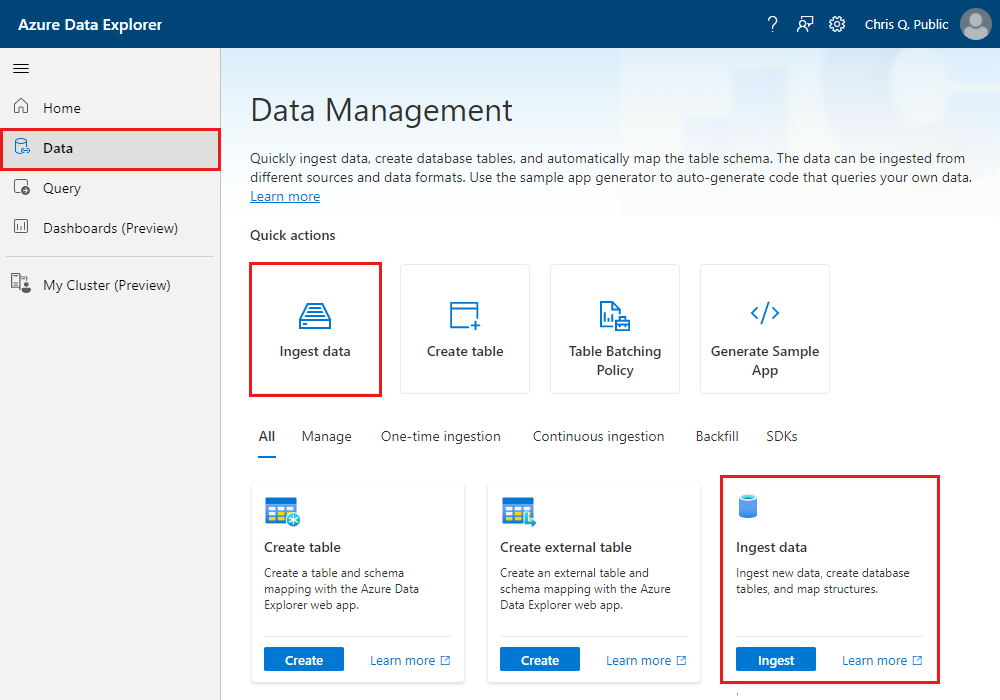 Azure Data Explorer
Chris Q. Public
Home
Data
Query
Dashboards (Preview)
My Cluster (Preview)
Data Management
Quickly ingest data, create database tables, and automatically map the table schema. The data can be ingested from
different sources and data formats. Use the sample app generator to auto-generate code that queries your own data.
Learn more
Quick actions
Ingest data
Create table
Table Batching
Policy
Generate Sample
App
All
Manage
One-time ingestion
Continuous ingestion
Backfill
SDKs
Create table
Create a table and schema
mapping with the Azure Data
Explorer web app.
Create
Learn more
Create external table
Create an external table and
schema mapping with the Azure
Data Explorer web app.
Create
Learn more
Ingest data
Ingest new data, create database
tables, and map structures.
Ingest
Learn more